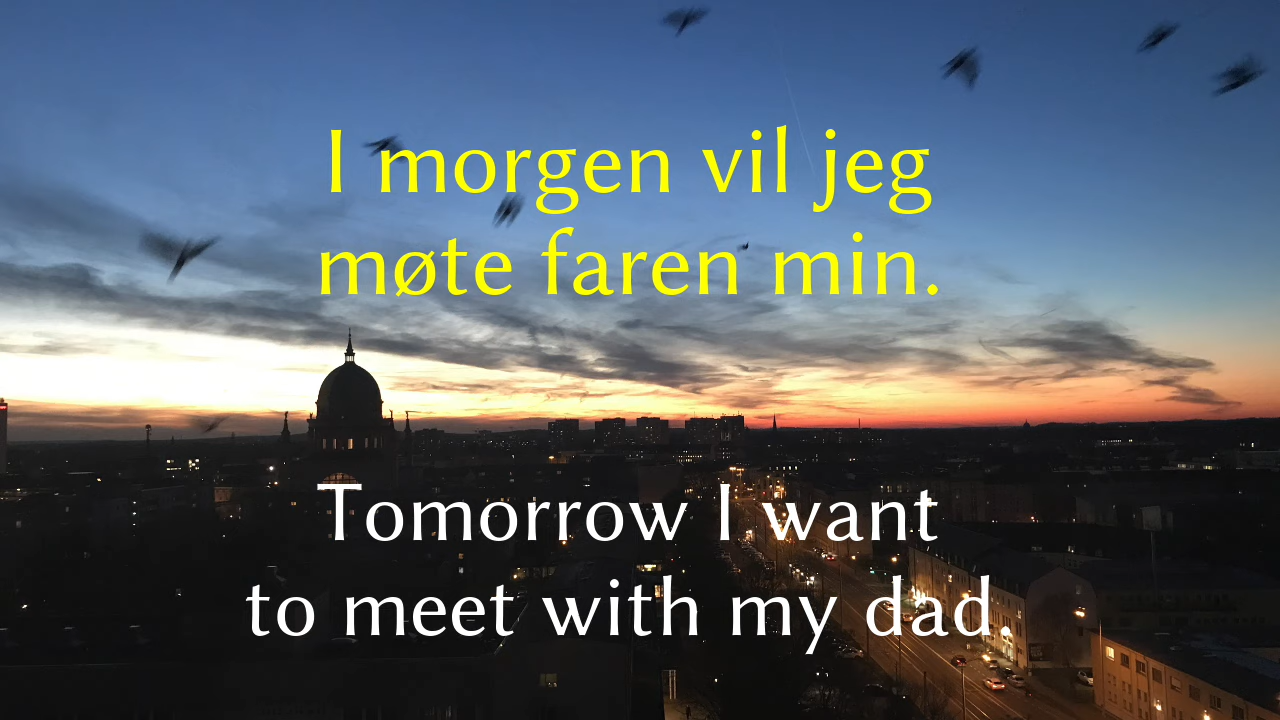 I morgen vil jeg
møte faren min.
Tomorrow I want
to meet with my dad